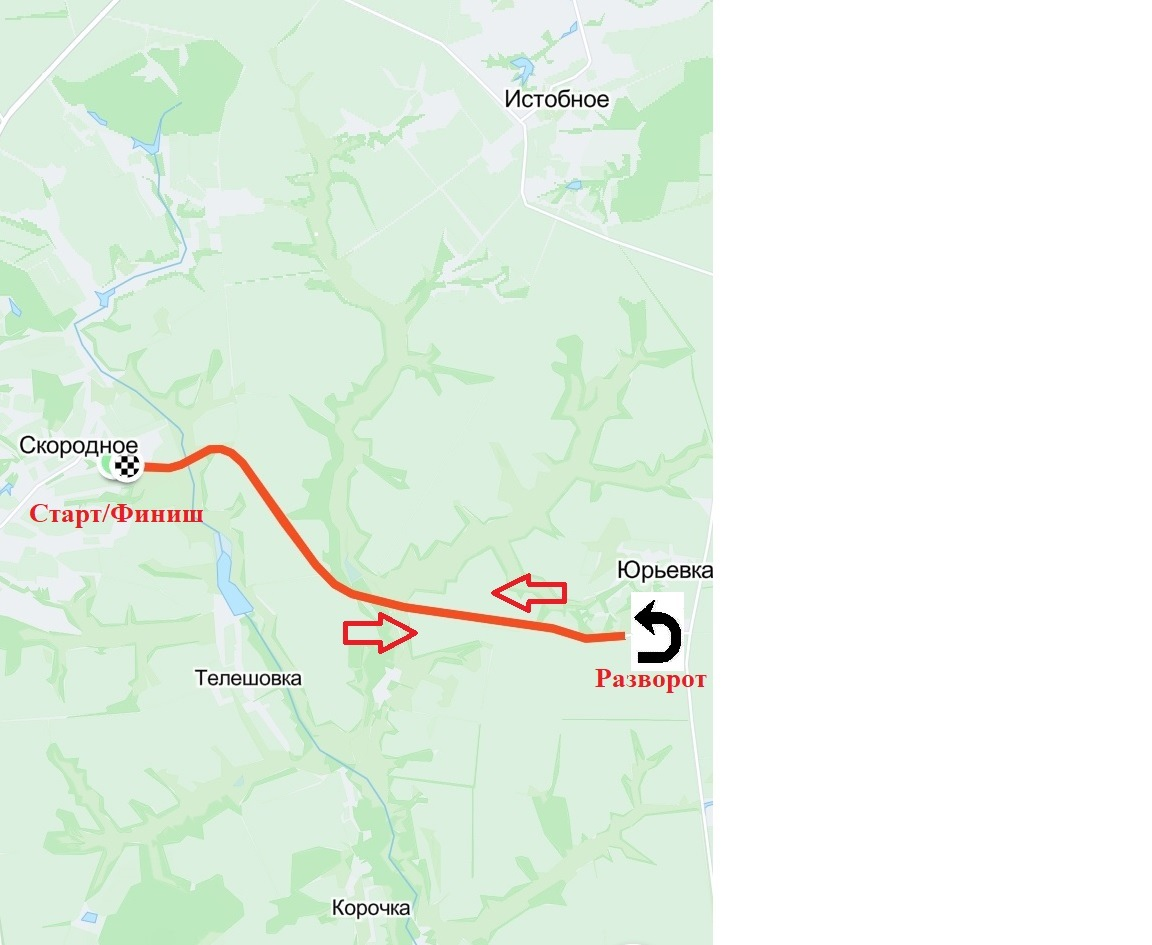 Истобное
Скородное
Старт/Финиш
Юрьевка
Телешовка
Разворот
Корочка